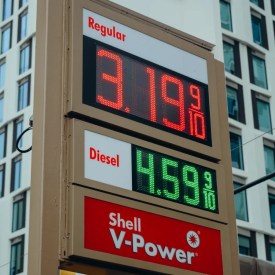 Regular
3.19 9/10
Diesel
4.59 9/10
Shell
V-Power